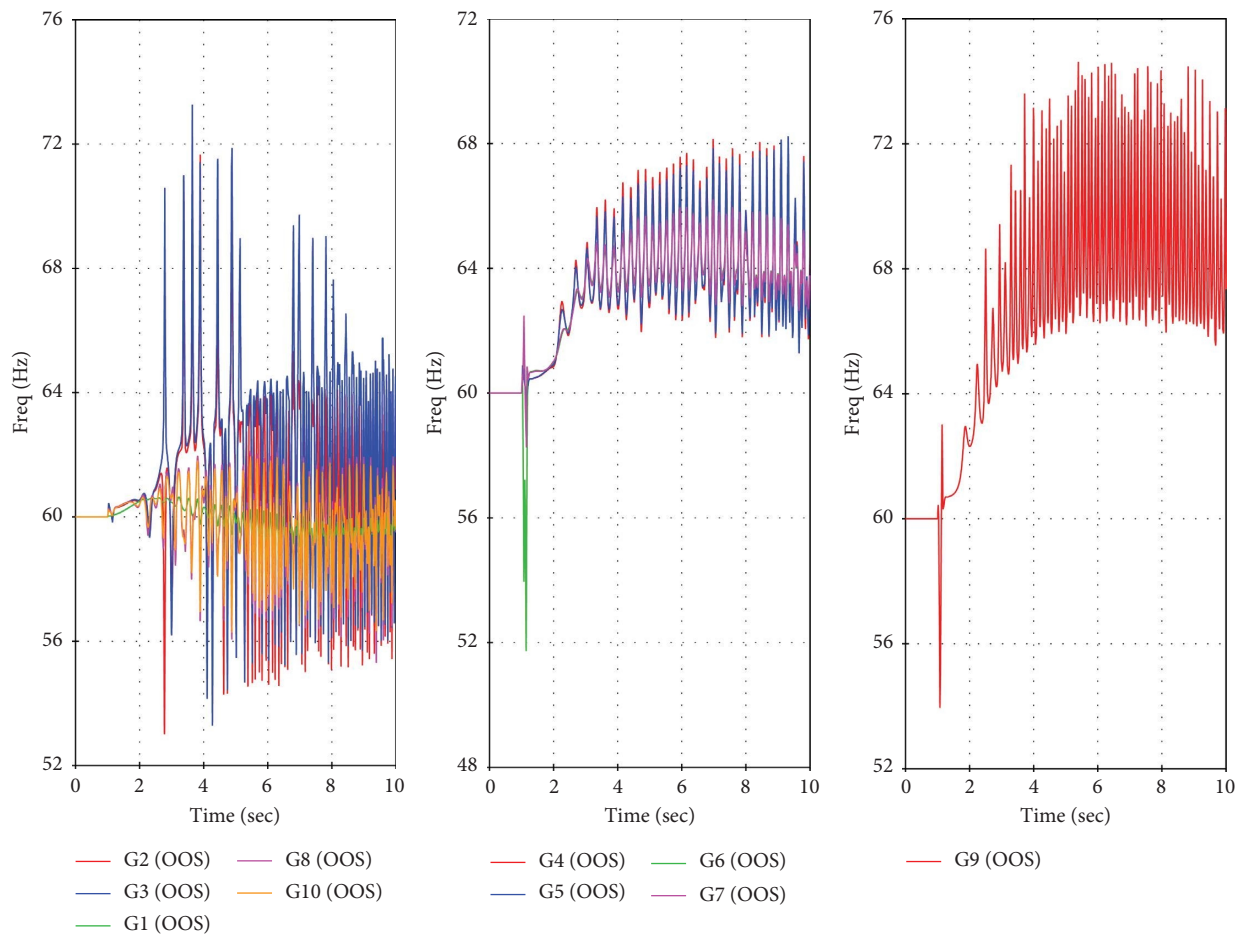 76
72
68
64
60
56
52
Freq (Hz)
0 2 4 6 8 10
Time (sec)
G2 (OOS) G8 (OOS)
G3 (OOS) G10 (OOS)
G1 (OOS)
72
68
64
60
56
52
48
Freq (Hz)
0 2 4 6 8 10
Time (sec)
G4 (OOS) G6 (OOS)
G5 (OOS) G7 (OOS)
76
72
68
64
60
56
52
Freq (Hz)
0 2 4 6 8 10
Time (sec)
G9 (OOS)